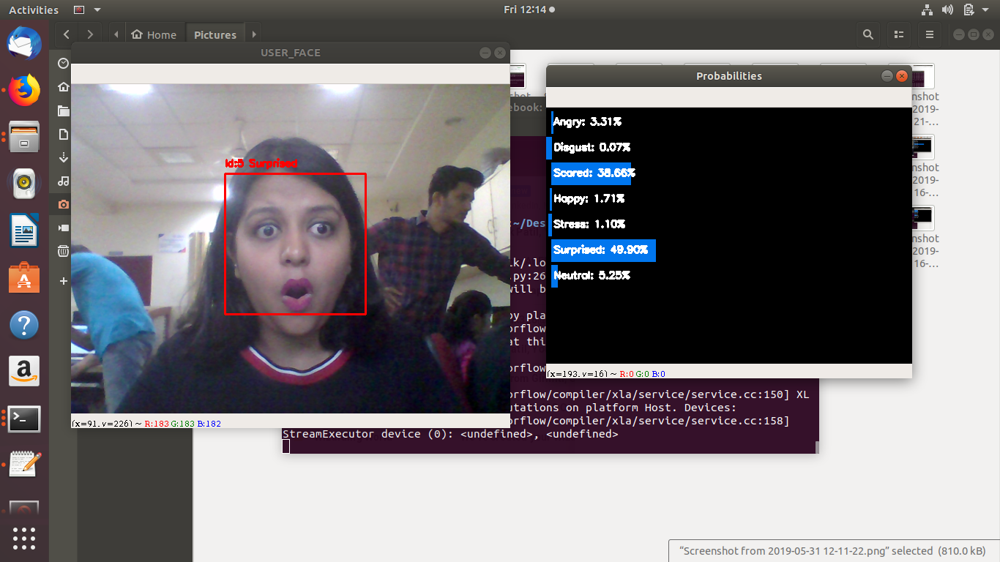 Activities
Fri 12:14
Home
Pictures
USER_FACE
Id:5 Surprised
(x=91, y=226) ~ R:183 G:183 B:182
Probabilities
Angry: 3.31%
Disgust: 0.07%
Scared: 38.66%
Happy: 1.71%
Stress: 1.10%
Surprised: 49.90%
Neutral: 5.25%
(x=193, y=16) ~ R:0 G:0 B:0
ebook:
:~/Des
k/.lo
.py:26
will b
by pla
orflow
at thi
orflow
orflow/compiler/xla/service/service.cc:150] XL
utations on platform Host. Devices:
orflow/compiler/xla/service/service.cc:158]
StreamExecutor device (0): <undefined>, <undefined>
nshot
2019-
21-…
nshot
2019-
16-…
nshot
2019-
16-…
“Screenshot from 2019-05-31 12-11-22.png” selected (810.0 kB)